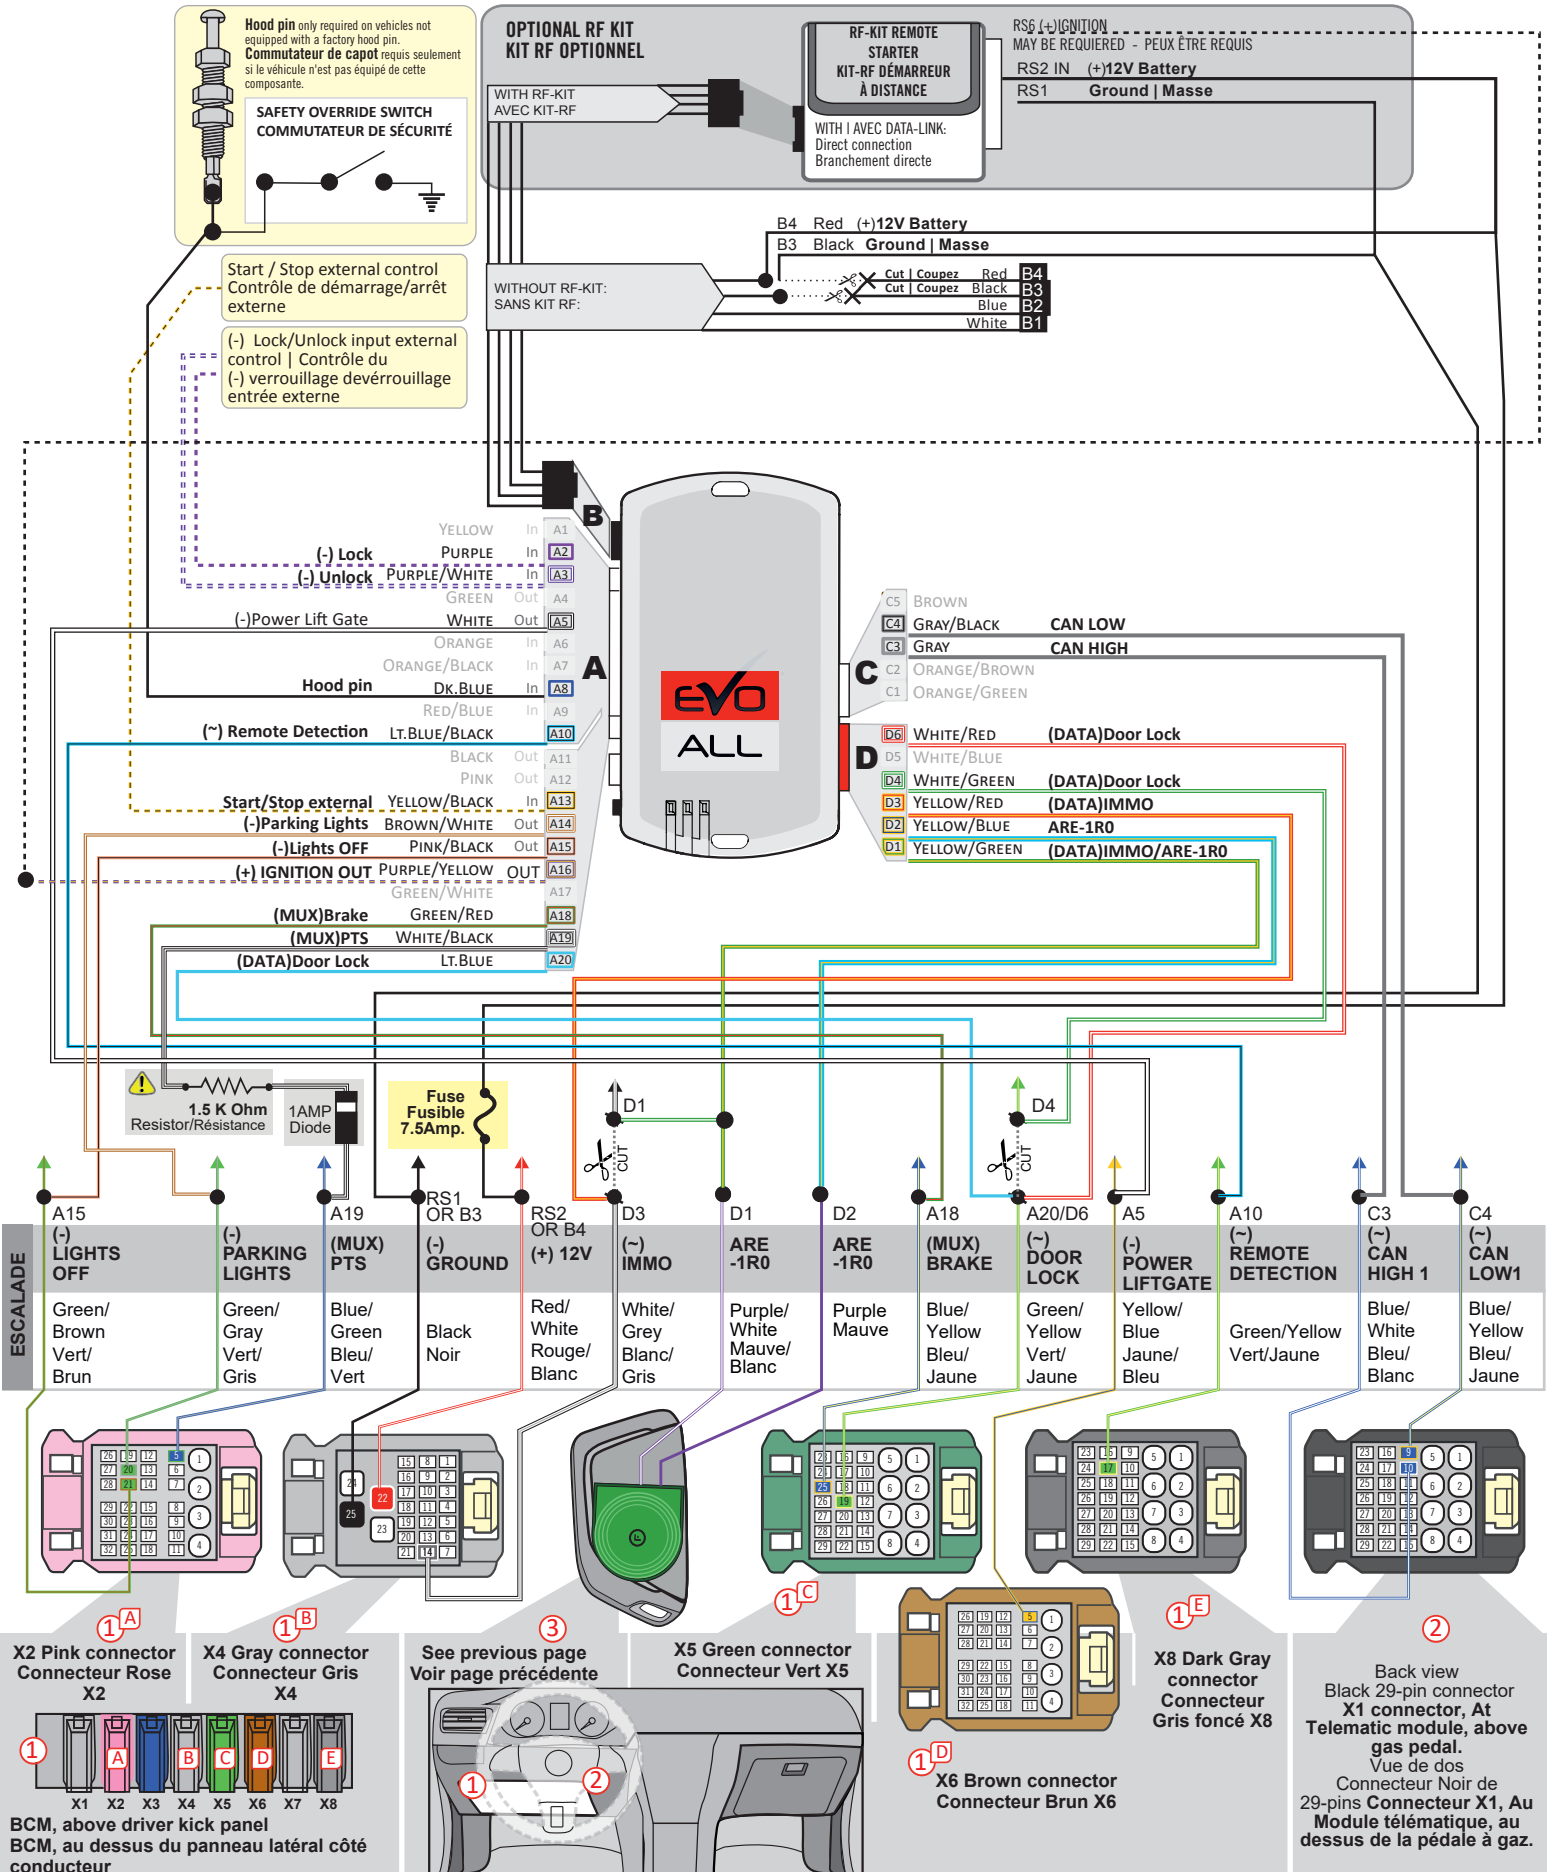 Hood pin only required on vehicles not
equipped with a factory hood pin.
Commutateur de capot requis seulement
si le véhicule n'est pas équipé de cette
composante.
SAFETY OVERRIDE SWITCH
COMMUTATEUR DE SÉCURITÉ
OPTIONAL RF KIT
KIT RF OPTIONNEL
WITH RF-KIT
AVEC KIT-RF
RF-KIT REMOTE
STARTER
KIT-RF DÉMARREUR
À DISTANCE
WITH I AVEC DATA-LINK:
Direct connection
Branchement directe
RS6 (+)IGNITION
MAY BE REQUIERED - PEUX ÊTRE REQUIS
RS2 IN (+)12V Battery
RS1 Ground | Masse
B4 Red (+)12V Battery
B3 Black Ground | Masse
WITHOUT RF-KIT:
SANS KIT RF:
Cut | Coupez Red B4
Cut | Coupez Black B3
Blue B2
White B1
Start / Stop external control
Contrôle de démarrage/arrêt
externe
(-) Lock/Unlock input external
control | Contrôle du
(-) verrouillage devérrouillage
entrée externe
B
A
C
D
EVO
ALL
YELLOW In A1
(-) Lock PURPLE In A2
(-) Unlock PURPLE/WHITE In A3
GREEN Out A4
(-)Power Lift Gate WHITE Out A5
ORANGE In A6
ORANGE/BLACK In A7
Hood pin DK.BLUE In A8
RED/BLUE In A9
(~) Remote Detection LT.BLUE/BLACK A10
BLACK Out A11
PINK Out A12
Start/Stop external YELLOW/BLACK In A13
(-)Parking Lights BROWN/WHITE Out A14
(-)Lights OFF PINK/BLACK Out A15
(+) IGNITION OUT PURPLE/YELLOW OUT A16
GREEN/WHITE A17
(MUX)Brake GREEN/RED A18
(MUX)PTS WHITE/BLACK A19
(DATA)Door Lock LT.BLUE A20
C5 BROWN
C4 GRAY/BLACK CAN LOW
C3 GRAY CAN HIGH
C2 ORANGE/BROWN
C1 ORANGE/GREEN
D6 WHITE/RED (DATA)Door Lock
D5 WHITE/BLUE
D4 WHITE/GREEN (DATA)Door Lock
D3 YELLOW/RED (DATA)IMMO
D2 YELLOW/BLUE ARE-1R0
D1 YELLOW/GREEN (DATA)IMMO/ARE-1R0
1.5 K Ohm
Resistor/Résistance
1AMP
Diode
Fuse
Fusible
7.5Amp.
D1
CUT
D4
CUT
ESCALADE
A15
(-)
LIGHTS
OFF
Green/
Brown
Vert/
Brun
(-)
PARKING
LIGHTS
Green/
Gray
Vert/
Gris
A19
(MUX)
PTS
Blue/
Green
Bleu/
Vert
RS1
OR B3
(-)
GROUND
Black
Noir
RS2
OR B4
(+) 12V
Red/
White
Rouge/
Blanc
D3
(~)
IMMO
White/
Grey
Blanc/
Gris
D1
ARE
-1R0
Purple/
White
Mauve/
Blanc
D2
ARE
-1R0
Purple
Mauve
A18
(MUX)
BRAKE
Blue/
Yellow
Bleu/
Jaune
A20/D6
(~)
DOOR
LOCK
Green/
Yellow
Vert/
Jaune
A5
(-)
POWER
LIFTGATE
Yellow/
Blue
Jaune/
Bleu
A10
(~)
REMOTE
DETECTION
Green/Yellow
Vert/Jaune
C3
(~)
CAN
HIGH 1
Blue/
White
Bleu/
Blanc
C4
(~)
CAN
LOW1
Blue/
Yellow
Bleu/
Jaune
1 A
X2 Pink connector
Connecteur Rose
X2
1 B
X4 Gray connector
Connecteur Gris
X4
3
See previous page
Voir page précédente
1 C
X5 Green connector
Connecteur Vert X5
1 D
X6 Brown connector
Connecteur Brun X6
1 E
X8 Dark Gray
connector
Connecteur
Gris foncé X8
2
Back view
Black 29-pin connector
X1 connector, At
Telematic module, above
gas pedal.
Vue de dos
Connecteur Noir de
29-pins Connecteur X1, Au
Module télématique, au
dessus de la pédale à gaz.
1
A B C D E
X1 X2 X3 X4 X5 X6 X7 X8
BCM, above driver kick panel
BCM, au dessus du panneau latéral côté
conducteur
1
2